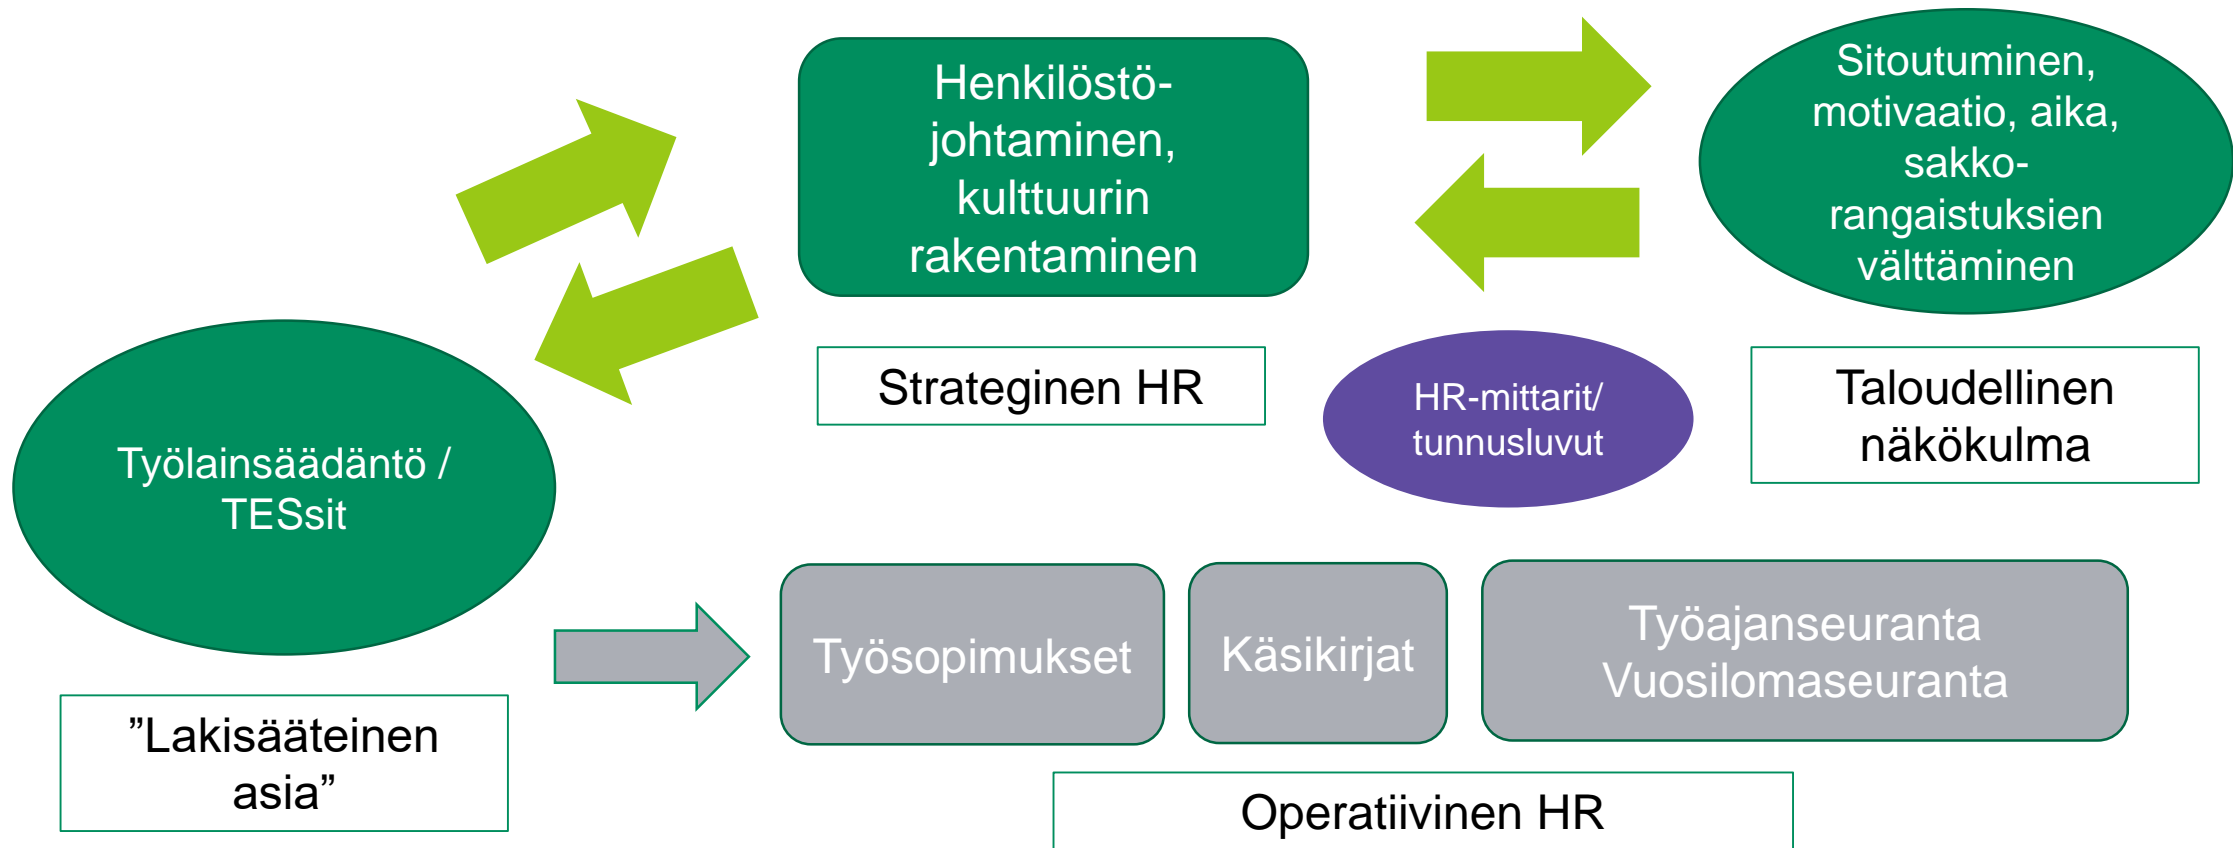 Henkilöstö-
johtaminen,
kulttuurin
rakentaminen
Sitoutuminen,
motivaatio, aika,
sakko-
rangaistuksien
välttäminen
Strateginen HR
HR-mittarit/
tunnusluvut
Taloudellinen
näkökulma
Työlainsäädäntö /
TESsit
”Lakisääteinen
asia”
Työsopimukset
Käsikirjat
Työajanseuranta
Vuosilomaseuranta
Operatiivinen HR